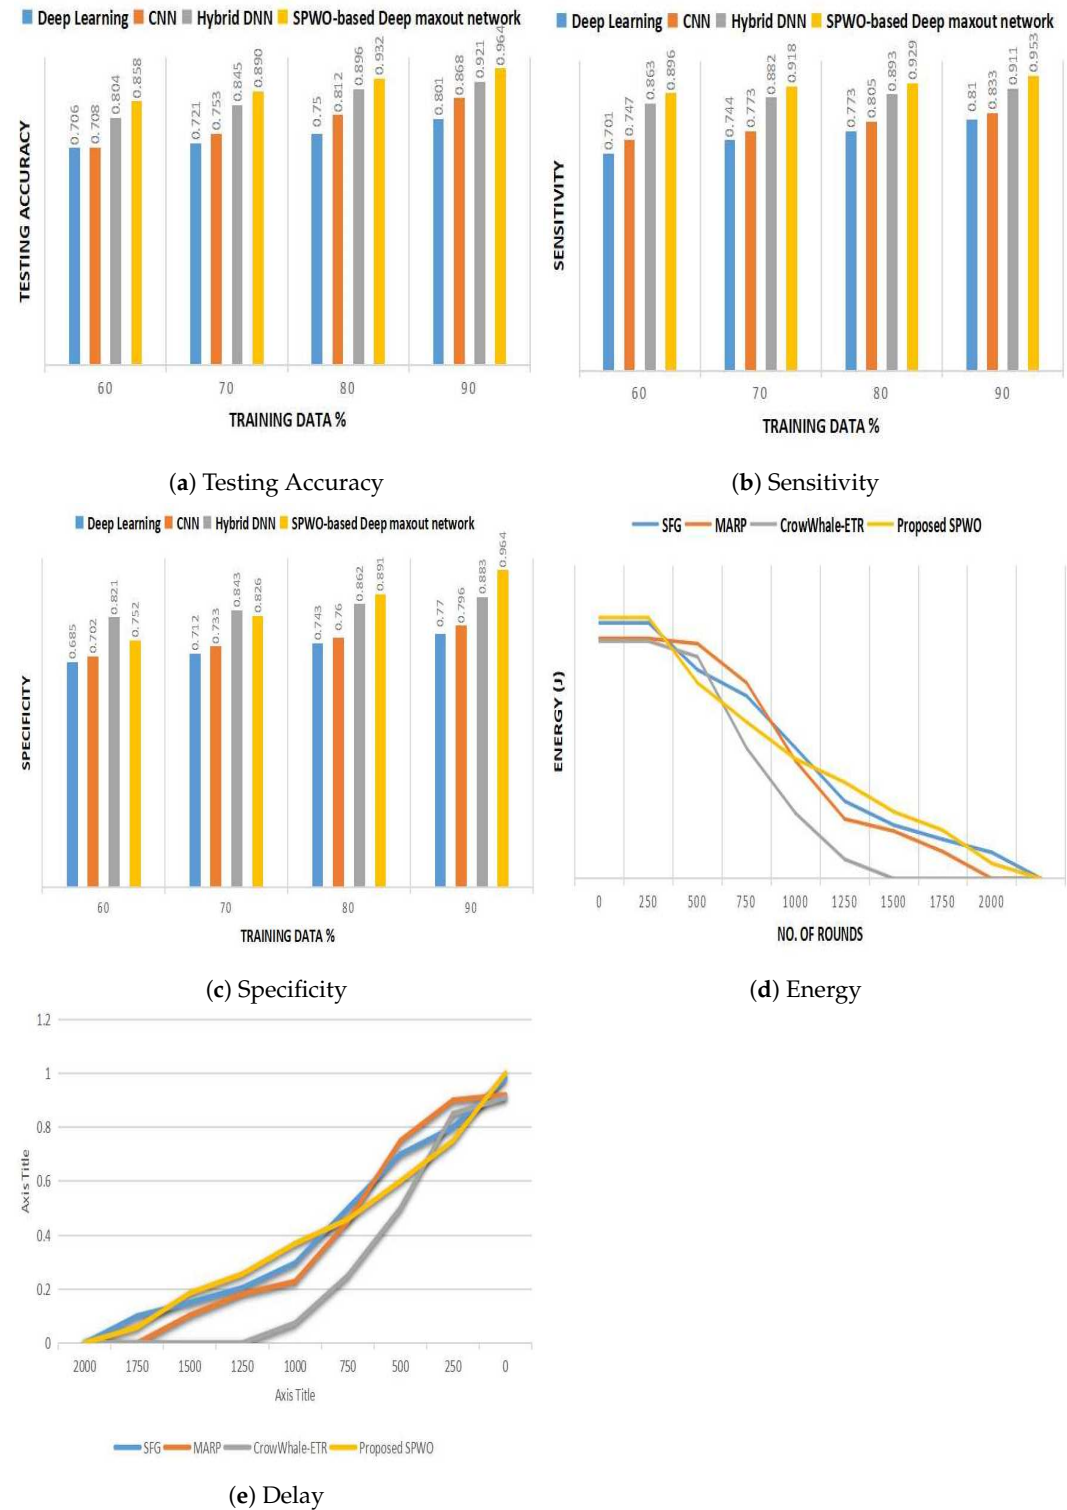 Deep Learning CNN Hybrid DNN SPWO-based Deep maxout network
TESTING ACCURACY
0.706 0.708 0.804 0.858 0.721 0.753 0.845 0.890 0.75 0.812 0.896 0.932 0.801 0.868 0.921 0.964
60 70 80 90
TRAINING DATA %
(a) Testing Accuracy
Deep Learning CNN Hybrid DNN SPWO-based Deep maxout network
SENSITIVITY
0.701 0.747 0.863 0.896 0.744 0.773 0.882 0.918 0.773 0.805 0.893 0.929 0.81 0.833 0.911 0.953
60 70 80 90
TRAINING DATA %
(b) Sensitivity
Deep Learning CNN Hybrid DNN SPWO-based Deep maxout network
SPECIFICITY
0.685 0.702 0.821 0.752 0.712 0.733 0.843 0.826 0.743 0.76 0.862 0.891 0.77 0.796 0.883 0.964
60 70 80 90
TRAINING DATA %
(c) Specificity
SFG MARP CrowWhale-ETR Proposed SPWO
ENERGY (J)
0 250 500 750 1000 1250 1500 1750 2000
NO. OF ROUNDS
(d) Energy
1.2
1
0.8
0.6
0.4
0.2
0
Axis Title
2000 1750 1500 1250 1000 750 500 250 0
Axis Title
SFG MARP CrowWhale-ETR Proposed SPWO
(e) Delay